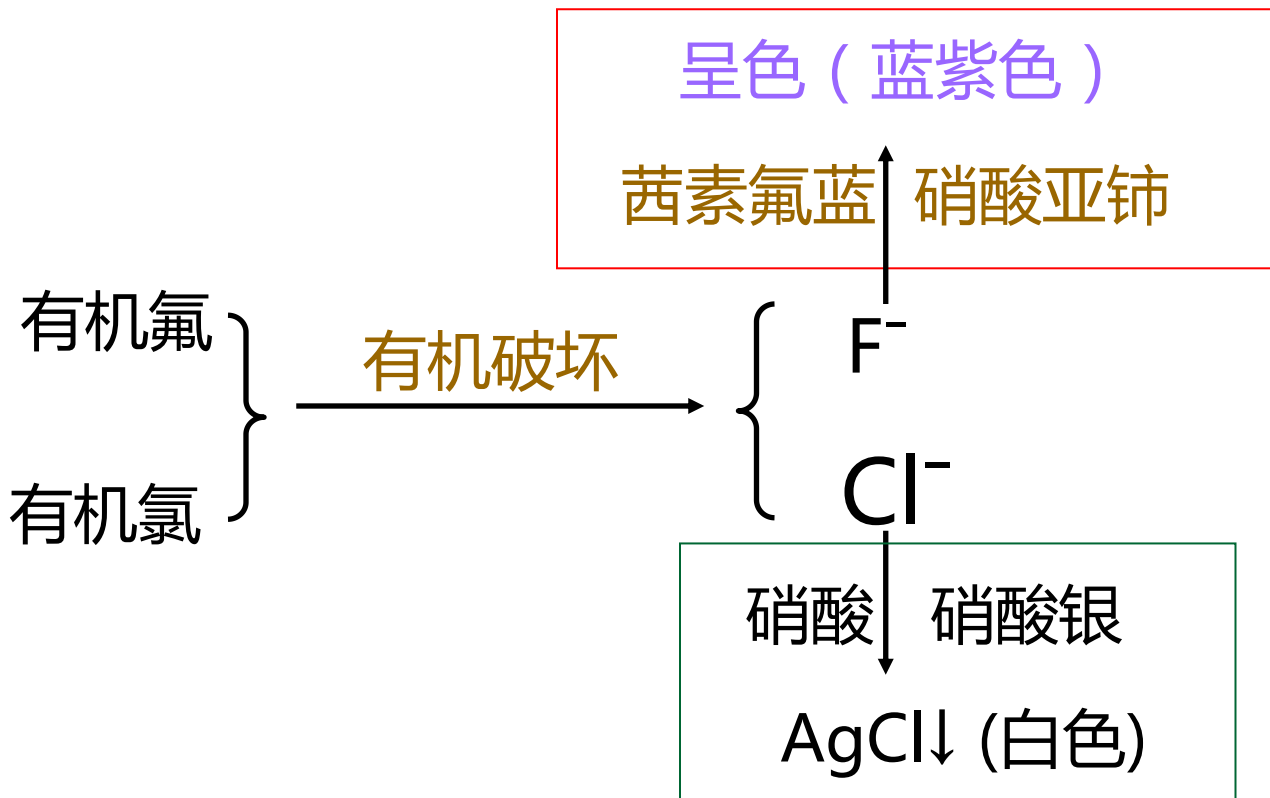 呈色（蓝紫色）
茜素氟蓝 硝酸亚铈
有机氟
有机破坏
F⁻
有机氯
Cl⁻
硝酸 硝酸银
AgCl↓ (白色)